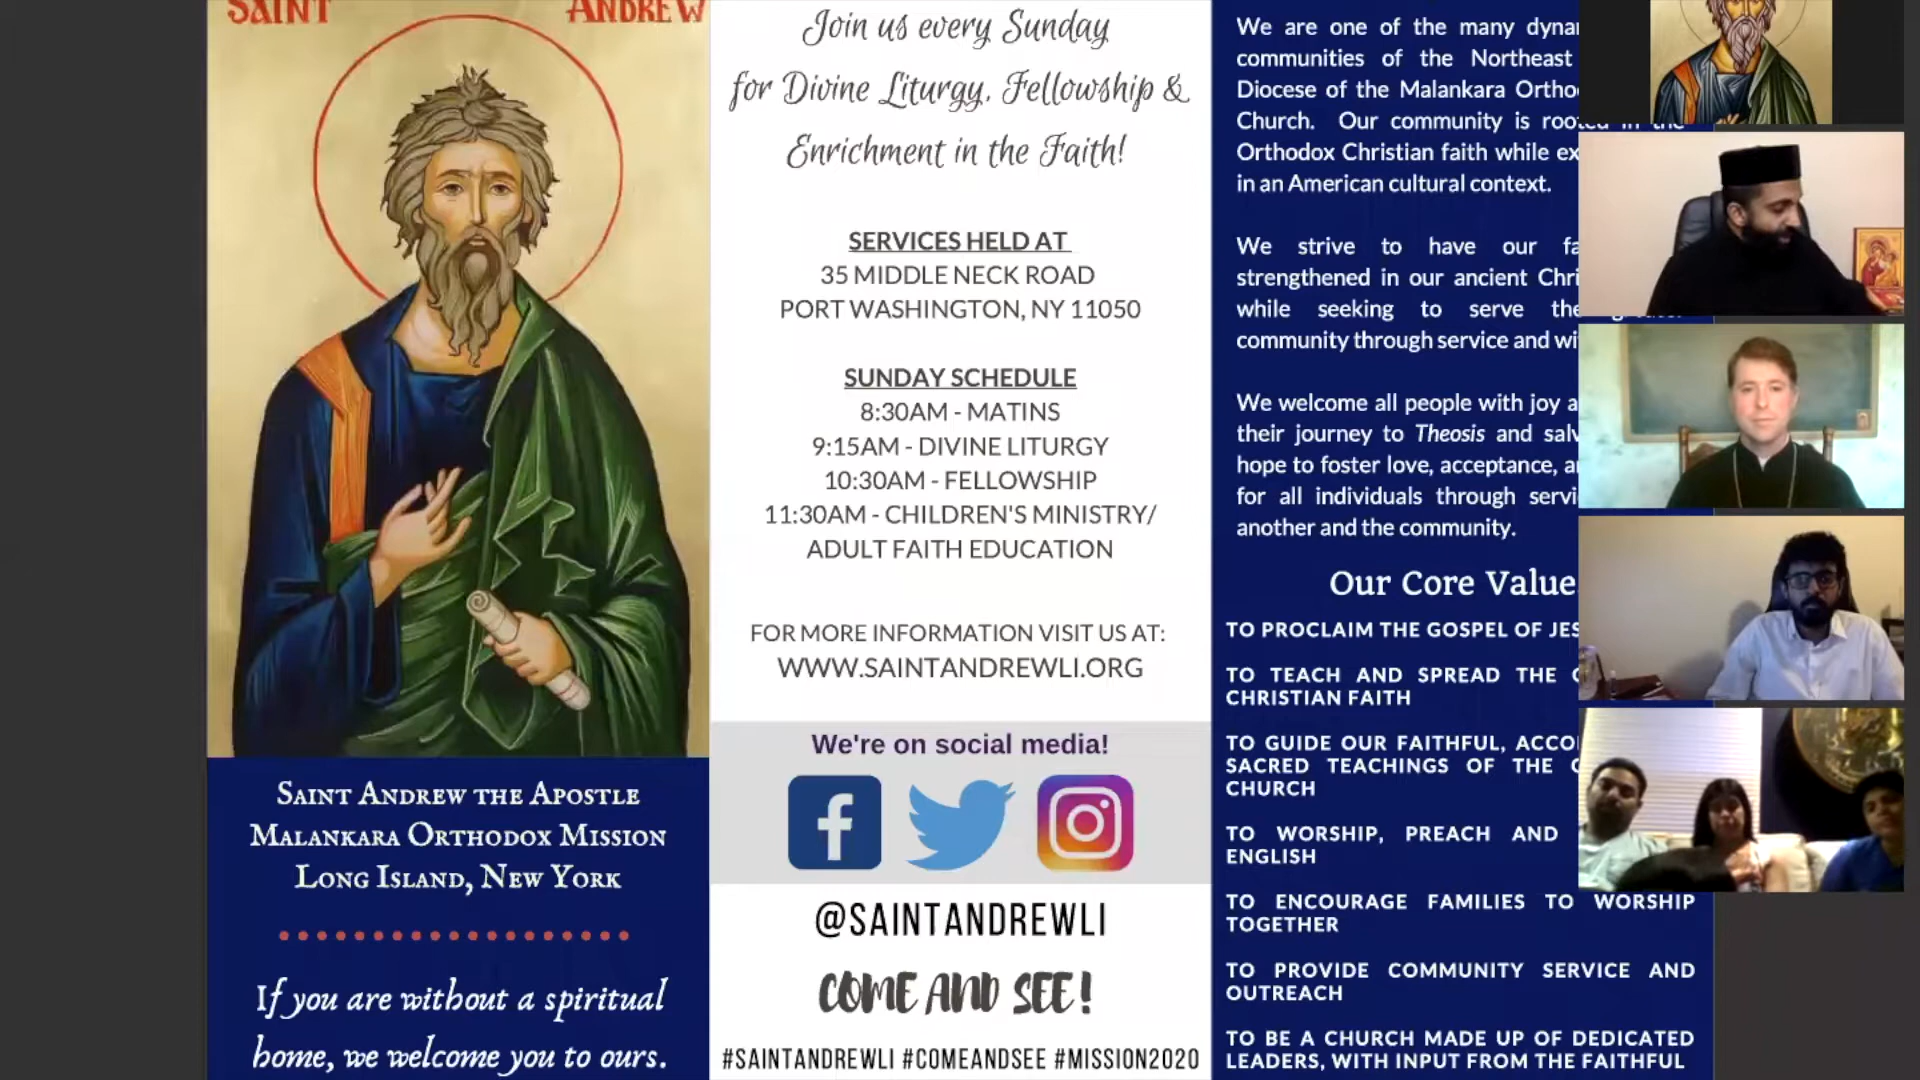 SAINT ANDREW
SAINT ANDREW THE APOSTLE
MALANKARA ORTHODOX MISSION
LONG ISLAND, NEW YORK
If you are without a spiritual
home, we welcome you to ours.
Join us every Sunday
for Divine Liturgy, Fellowship &
Enrichment in the Faith!
SERVICES HELD AT
35 MIDDLE NECK ROAD
PORT WASHINGTON, NY 11050
SUNDAY SCHEDULE
8:30AM - MATINS
9:15AM - DIVINE LITURGY
10:30AM - FELLOWSHIP
11:30AM - CHILDREN'S MINISTRY/
ADULT FAITH EDUCATION
FOR MORE INFORMATION VISIT US AT:
WWW.SAINTANDREWLI.ORG
We're on social media!
@SAINTANDREWLI
COME AND SEE!
#SAINTANDREWLI #COMEANDSEE #MISSION2020
We are one of the many
communities of the Northeast
Diocese of the Malankara
Church. Our community is rooted in the
Orthodox Christian faith while
in an American cultural context.
We strive to have our
strengthened in our ancient
while seeking to serve
community through service and
We welcome all people with joy
their journey to Theosis and
hope to foster love, acceptance,
for all individuals through
another and the community.
Our Core
TO PROCLAIM THE GOSPEL OF
TO TEACH AND SPREAD THE
CHRISTIAN FAITH
TO GUIDE OUR FAITHFUL,
SACRED TEACHINGS OF THE
CHURCH
TO WORSHIP, PREACH AND
ENGLISH
TO ENCOURAGE FAMILIES TO WORSHIP
TOGETHER
TO PROVIDE COMMUNITY SERVICE AND
OUTREACH
TO BE A CHURCH MADE UP OF DEDICATED
LEADERS, WITH INPUT FROM THE FAITHFUL